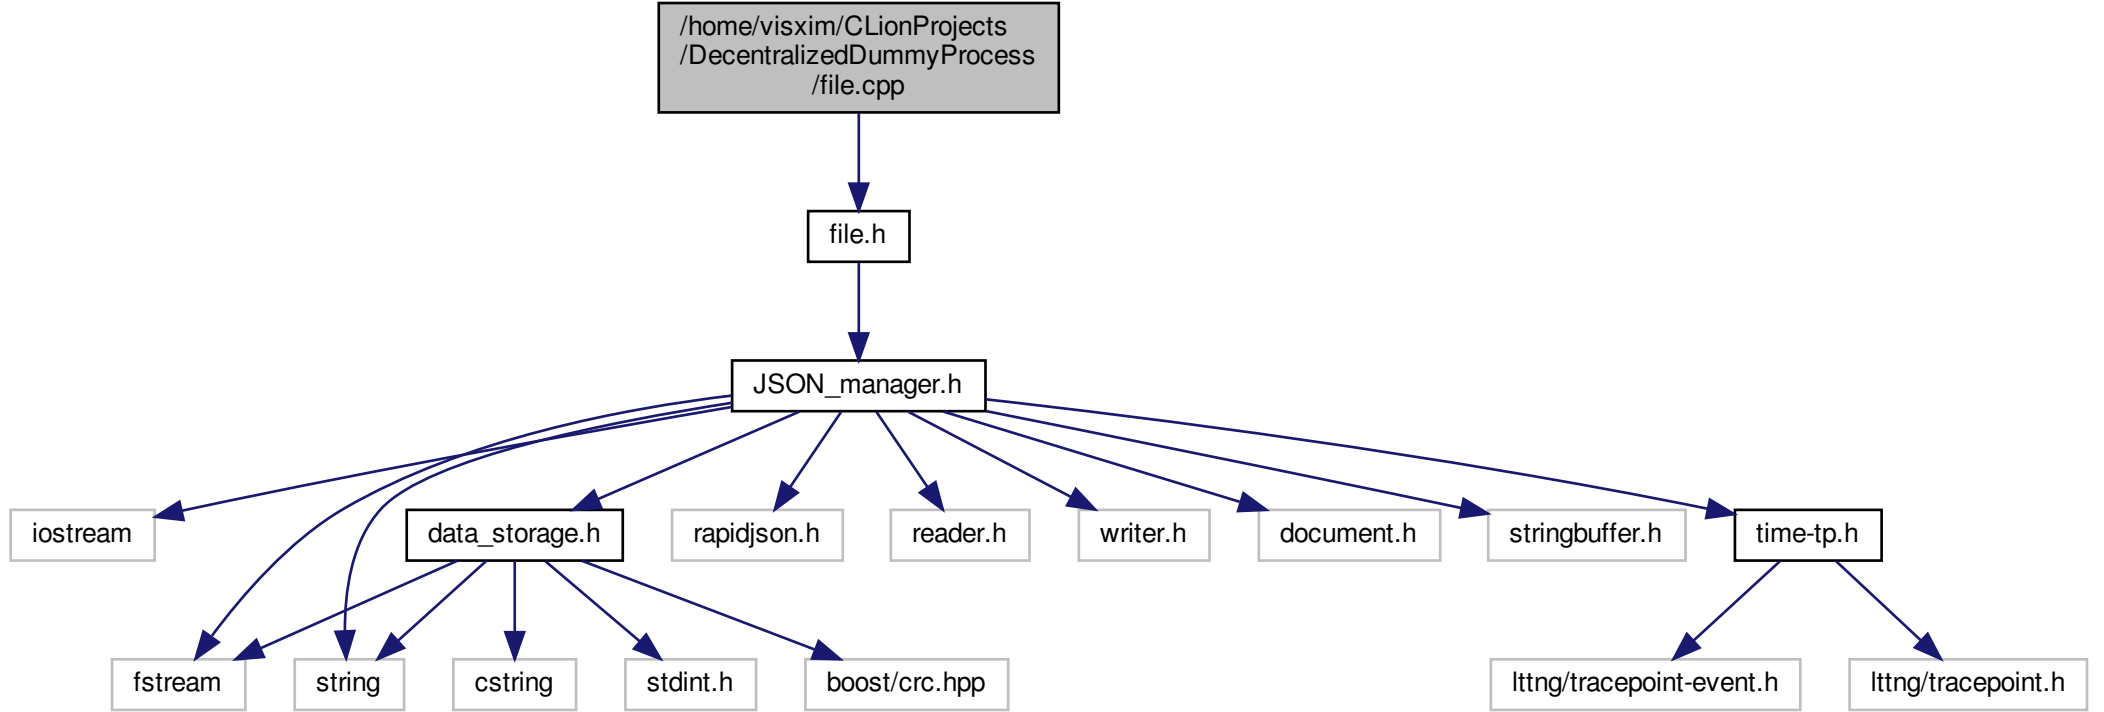 /home/visxim/CLionProjects
/DecentralizedDummyProcess
/file.cpp
file.h
JSON_manager.h
iostream
data_storage.h
rapidjson.h
reader.h
writer.h
document.h
stringbuffer.h
time-tp.h
fstream
string
cstring
stdint.h
boost/crc.hpp
lttng/tracepoint-event.h
lttng/tracepoint.h